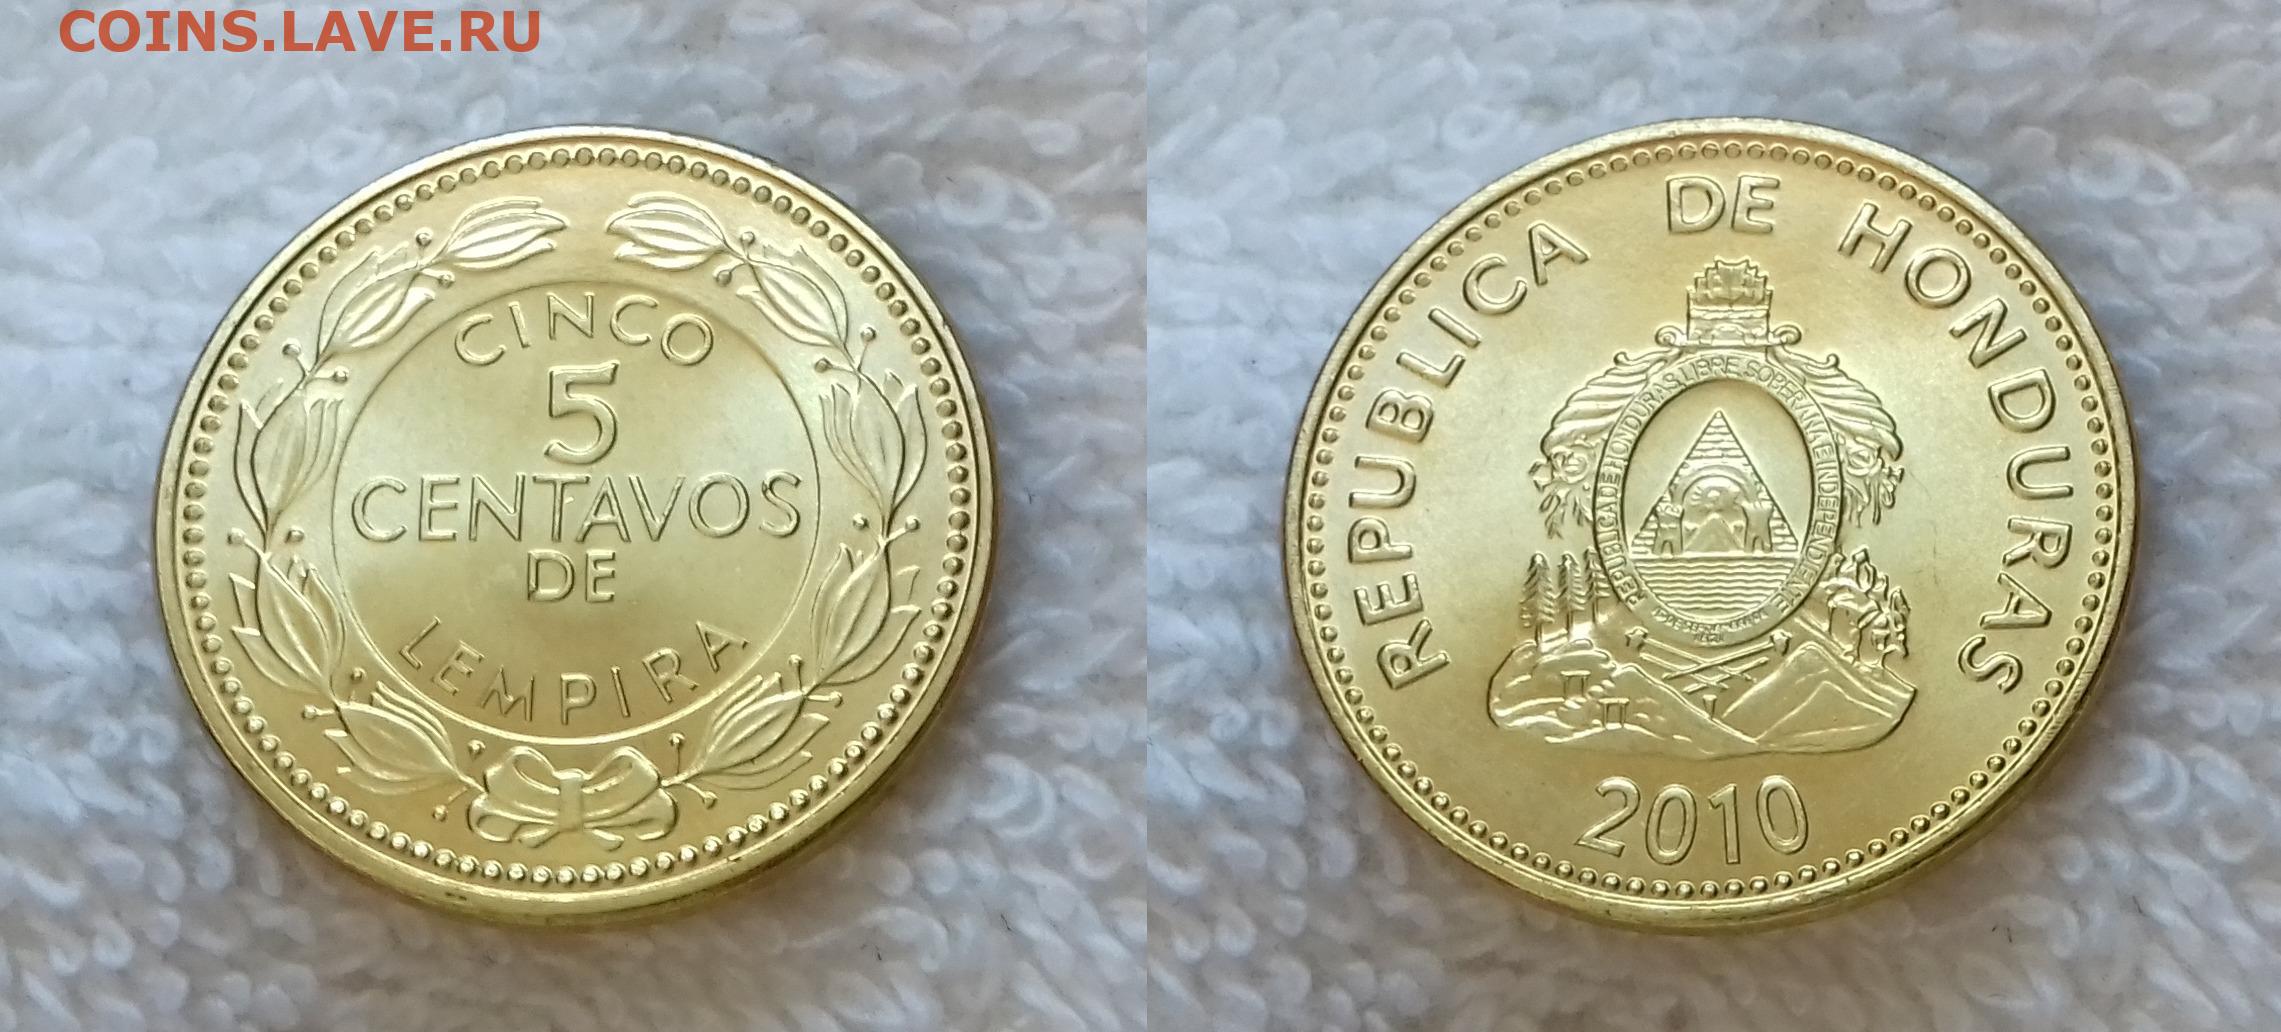 COINS.LAVE.RU
CINCO
5
CENTAVOS
DE
LEMPIRA
REPUBLICA DE HONDURAS
REPUBLICA DE HONDURAS LIBRE SOBERANA E INDEPENDIENTE
2010